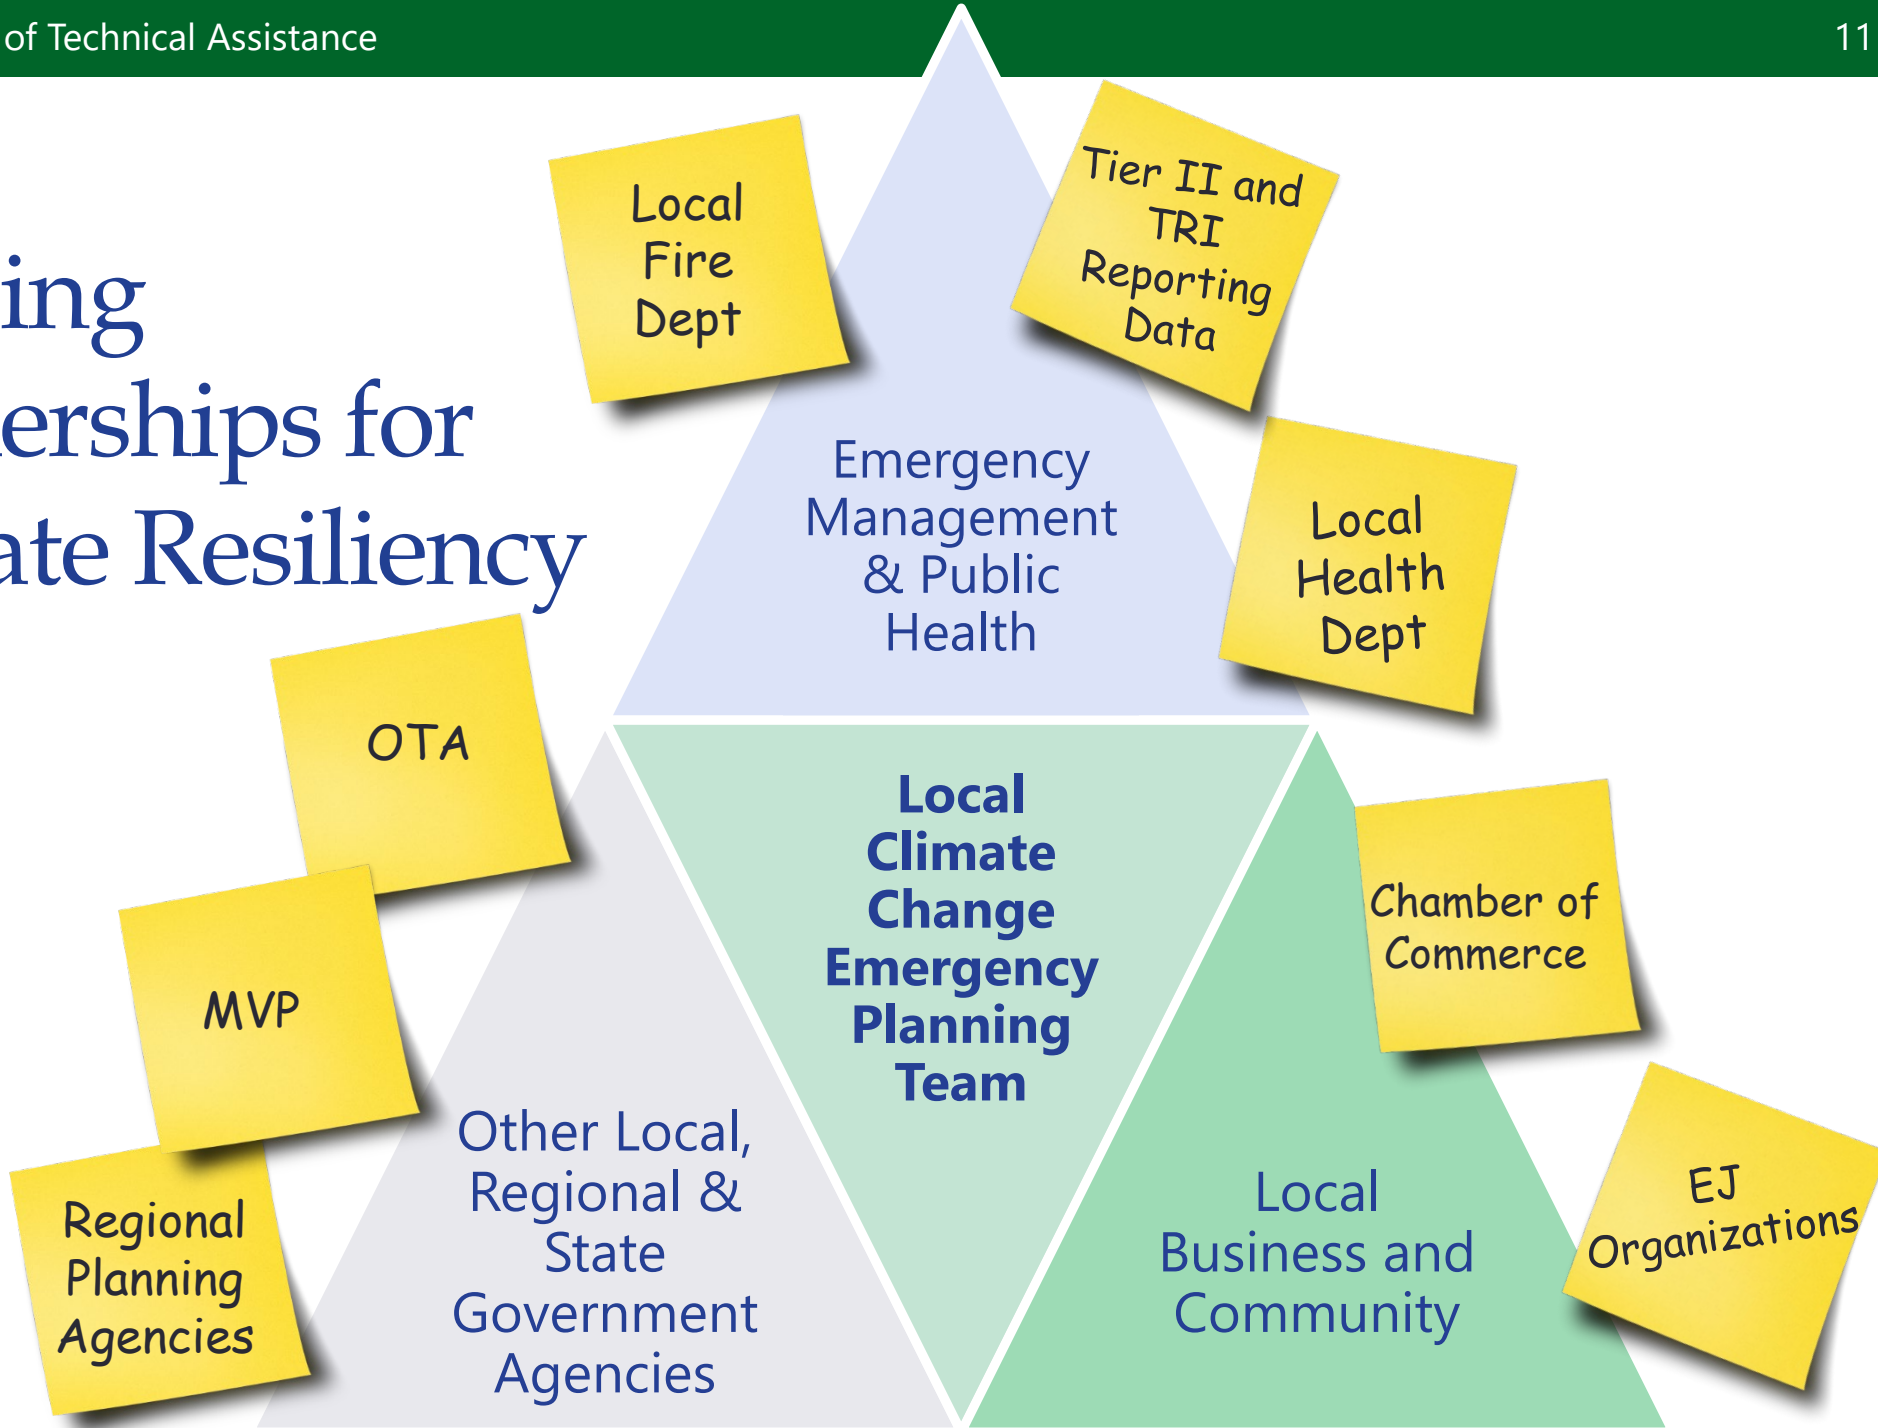 of Technical Assistance
11
ing
erships for
ate Resiliency
Local
Fire
Dept
Tier II and
TRI
Reporting
Data
Local
Health
Dept
Emergency
Management
& Public
Health
OTA
MVP
Regional
Planning
Agencies
Other Local,
Regional &
State
Government
Agencies
Local
Climate
Change
Emergency
Planning
Team
Chamber of
Commerce
EJ
Organizations
Local
Business and
Community